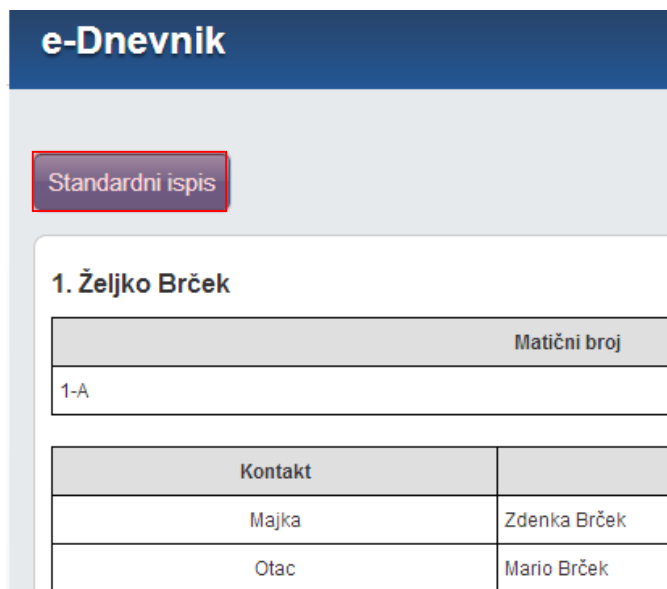 e-Dnevnik
Standardni ispis
1. Željko Brček
Matični broj
1-A
Kontakt
Majka Zdenka Brček
Otac Mario Brček